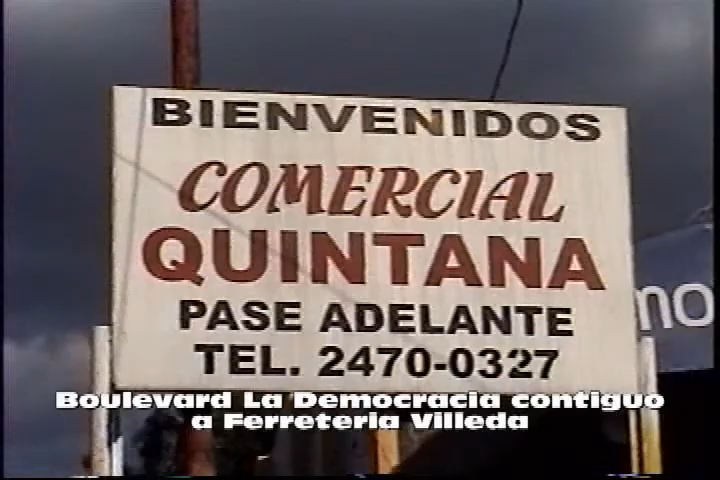 BIENVENIDOS
COMERCIAL
QUINTANA
PASE ADELANTE
TEL. 2470-0327
Boulevard La Democracia contiguo
a Ferreteria Villeda